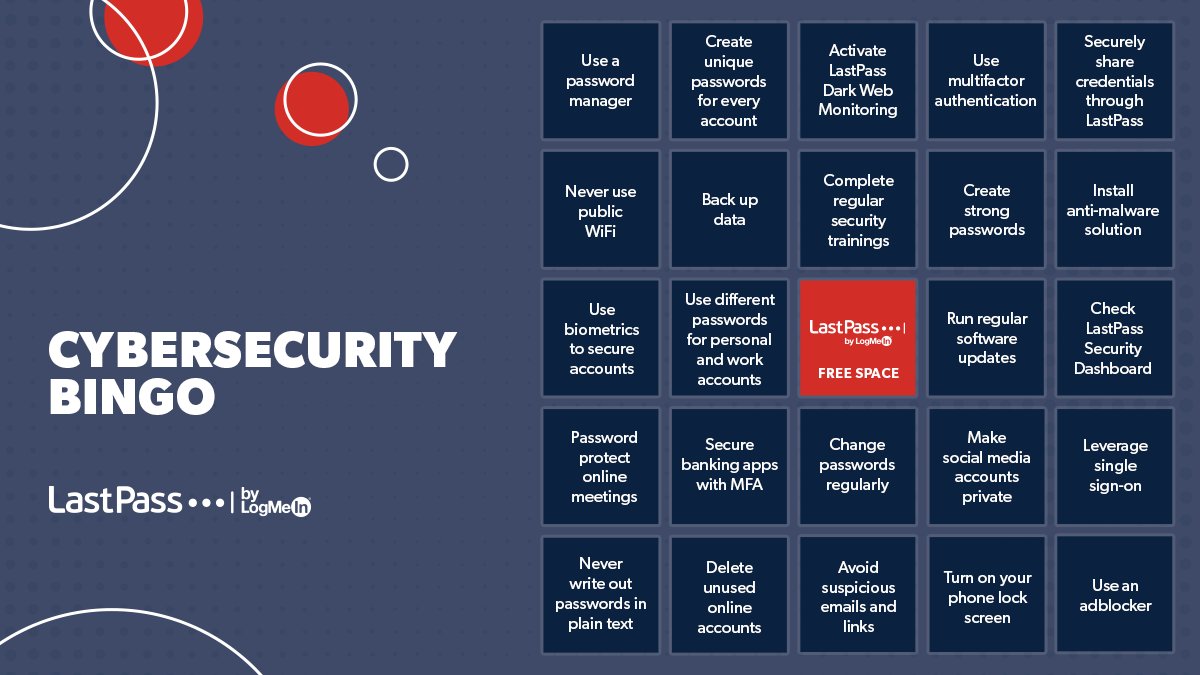 CYBERSECURITY
BINGO
LastPass •••| by
LogMeIn
Use a
password
manager
Create
unique
passwords
for every
account
Activate
LastPass
Dark Web
Monitoring
Use
multifactor
authentication
Securely
share
credentials
through
LastPass
Never use
public
WiFi
Back up
data
Complete
regular
security
trainings
Create
strong
passwords
Install
anti-malware
solution
Use
biometrics
to secure
accounts
Use different
passwords
for personal
and work
accounts
LastPass •••|
by LogMeIn
FREE SPACE
Run regular
software
updates
Check
LastPass
Security
Dashboard
Password
protect
online
meetings
Secure
banking apps
with MFA
Change
passwords
regularly
Make
social media
accounts
private
Leverage
single
sign-on
Never
write out
passwords in
plain text
Delete
unused
online
accounts
Avoid
suspicious
emails and
links
Turn on your
phone lock
screen
Use an
adblocker